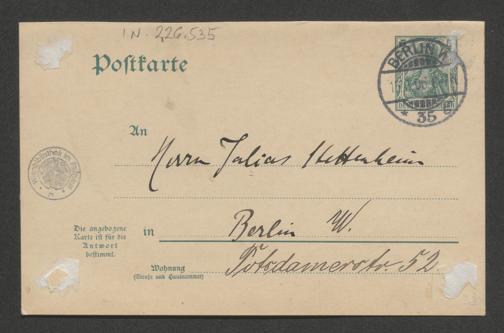 I.N. 226.535
Postkarte
BERLIN W.
* 35 c.
An
Herrn Julius Stettenheim
in Berlin W.
Die angebogene
Karte ist für die
Antwort
bestimmt.
Wohnung
(Straße und Hausnummer)
Potsdamerstr. 52.